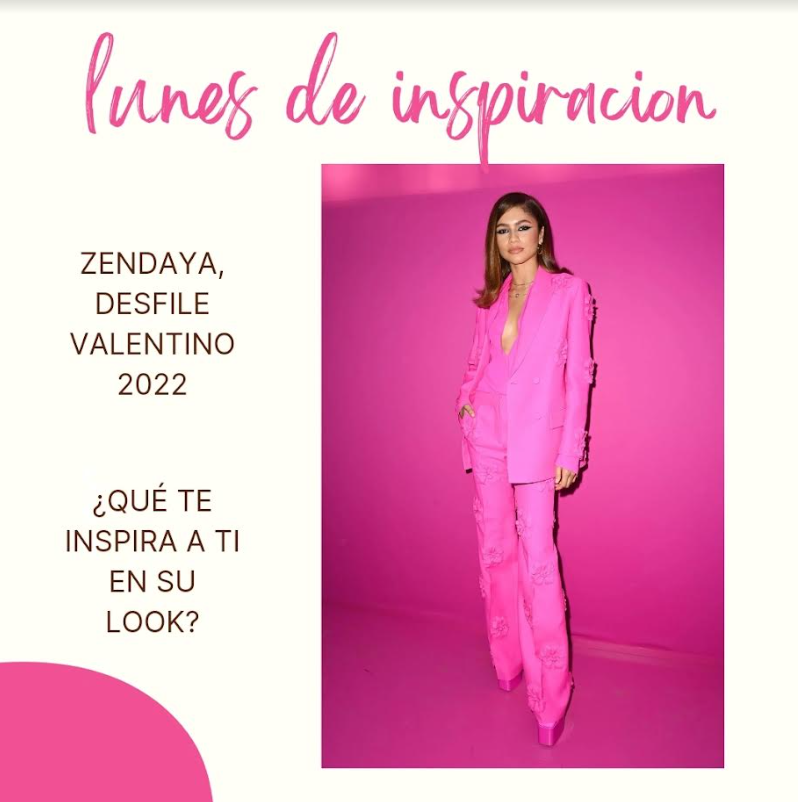 lunes de inspiracion
ZENDAYA,
DESFILE
VALENTINO
2022
¿QUÉ TE
INSPIRA A TI
EN SU
LOOK?